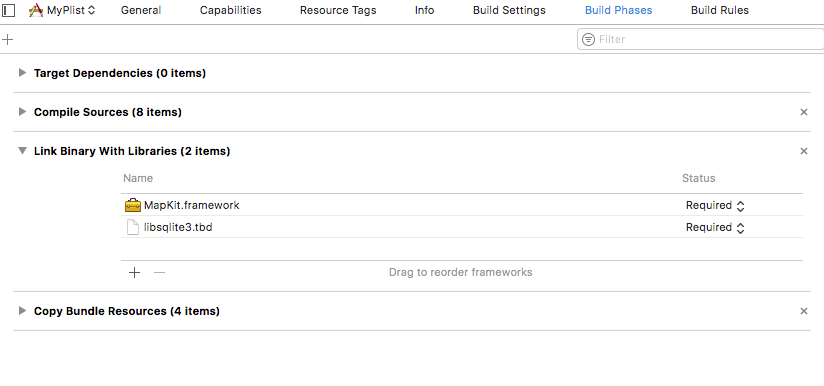 MyPlist General Capabilities Resource Tags Info Build Settings Build Phases Build Rules
Filter
Target Dependencies (0 items)
Compile Sources (8 items)
Link Binary With Libraries (2 items)
Name Status
MapKit.framework Required
libsqlite3.tbd Required
Drag to reorder frameworks
Copy Bundle Resources (4 items)